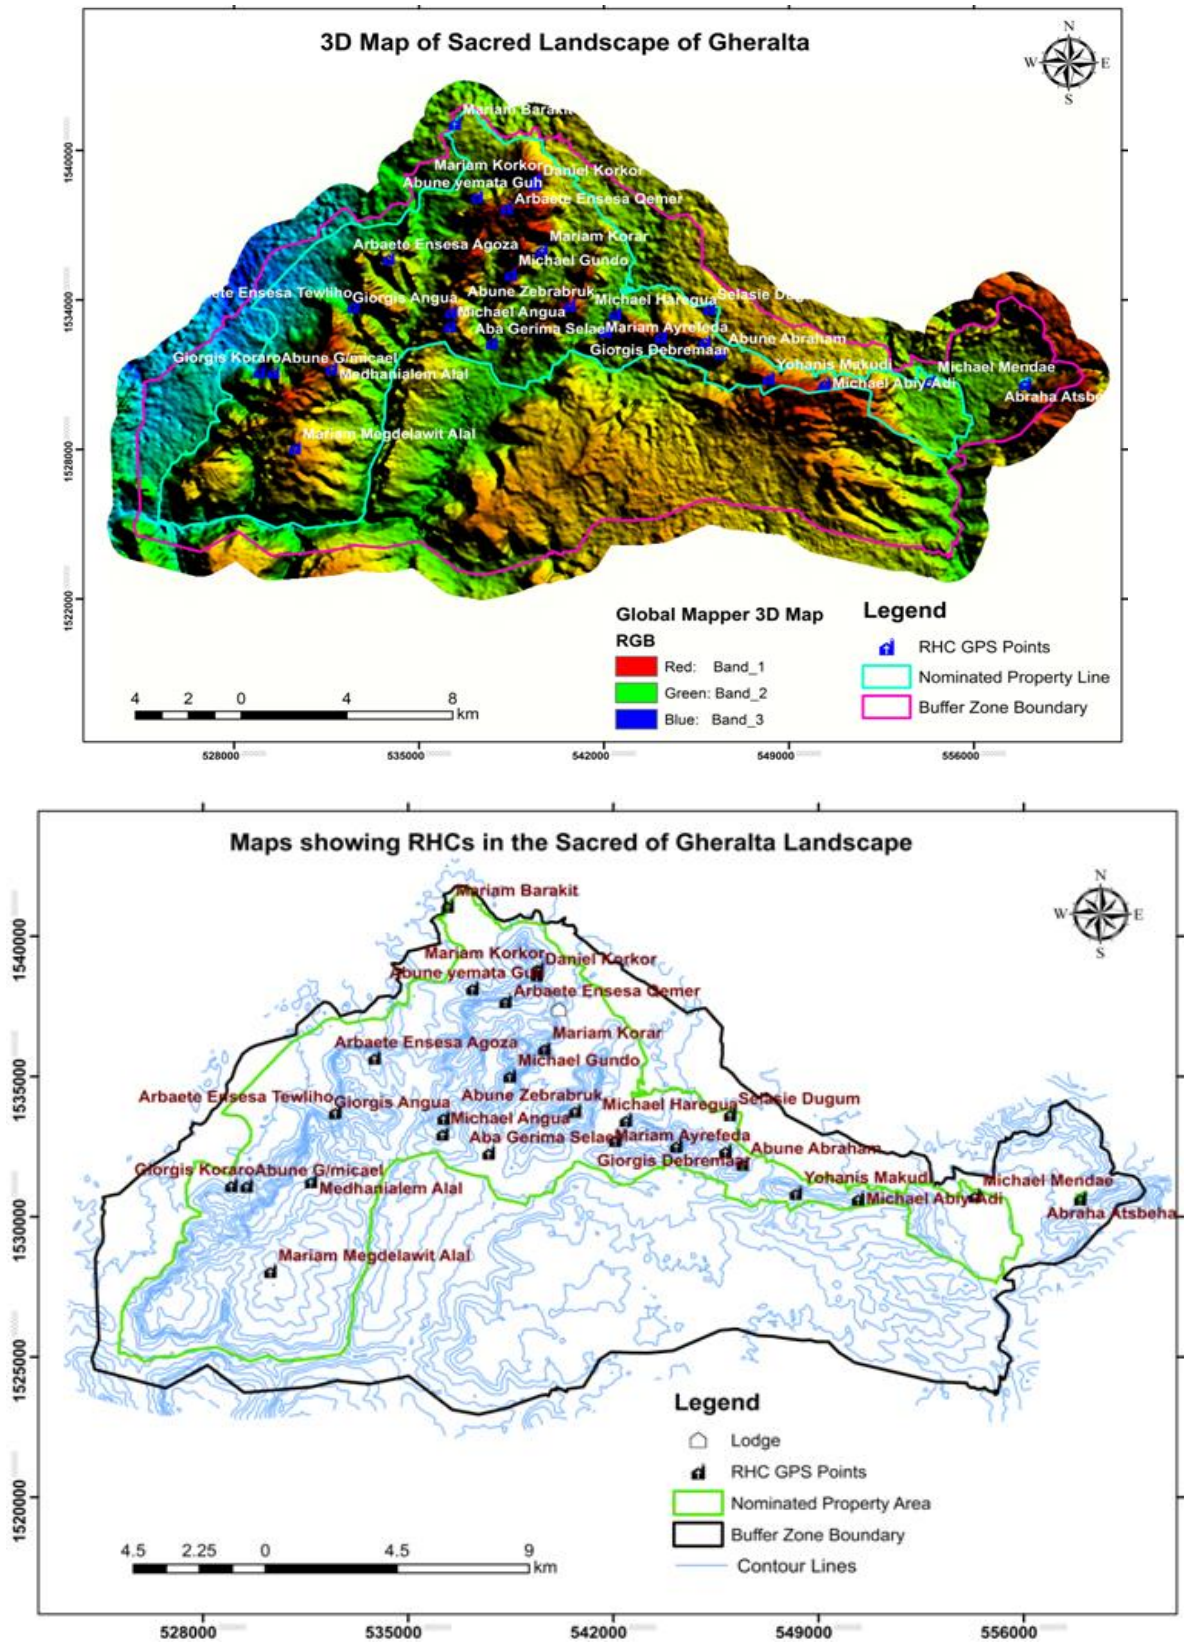 3D Map of Sacred Landscape of Gheralta
N
W E
S
Mariam Barakit
1540000
Mariam Korkor
Daniel Korkor
Abune yemata Guh
Arbaete Ensesa Qemer
Mariam Korar
Arbaete Ensesa Agoza
Michael Gundo
ete Ensesa Tewliho
Giorgis Angua
Abune Zebrabruk
Michael Haregua
Selasie Dug
1534000
Michael Angua
Aba Gerima Selae
Mariam Ayrefeda
Abune Abraham
Giorgis Debremaar
Giorgis Koraro
Abune G/micael
Medhanialem Alal
Yohanis Makudi
Michael Mendae
Michael Abiy-Adi
Abraha Atsbe
Mariam Megdelawit Alal
1528000
1522000
Global Mapper 3D Map
RGB
Red: Band_1
Green: Band_2
Blue: Band_3
Legend
RHC GPS Points
Nominated Property Line
Buffer Zone Boundary
4 2 0 4 8
km
528000 535000 542000 549000 556000
Maps showing RHCs in the Sacred of Gheralta Landscape
N
W E
S
Mariam Barakit
1540000
Mariam Korkor
Daniel Korkor
Abune yemata Guh
Arbaete Ensesa Qemer
Mariam Korar
Arbaete Ensesa Agoza
Michael Gundo
1535000
Arbaete Ensesa Tewliho
Giorgis Angua
Abune Zebrabruk
Michael Haregua
Selasie Dugum
Michael Angua
Aba Gerima Selae
Mariam Ayrefeda
Abune Abraham
Giorgis Debremaar
Giorgis Koraro
Abune G/micael
Medhanialem Alal
Yohanis Makudi
Michael Mendae
Michael Abiy-Adi
Abraha Atsbeha
1530000
Mariam Megdelawit Alal
1525000
1520000
Legend
Lodge
RHC GPS Points
Nominated Property Area
Buffer Zone Boundary
Contour Lines
4.5 2.25 0 4.5 9
km
528000 535000 542000 549000 556000